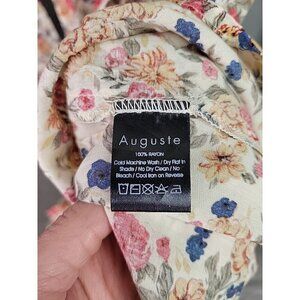 Auguste
100% RAYON
Cold Machine Wash / Dry Flat In
Shade / No Dry Clean / No
Bleach / Cool Iron on Reverse